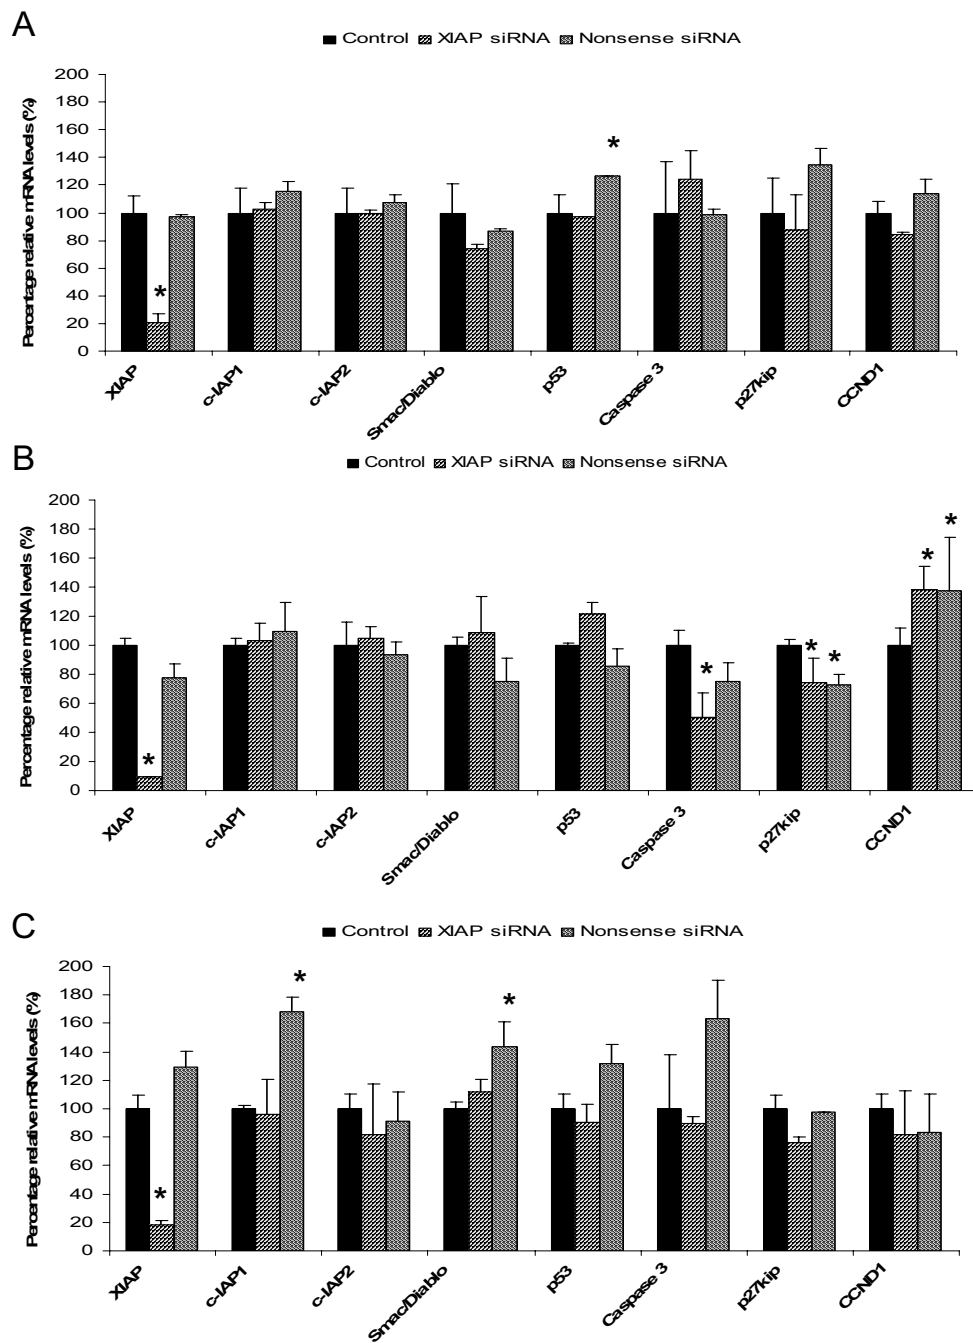 A
Control XIAP siRNA Nonsense siRNA
Percentage relative mRNA levels (%)
200
180
160
140
120
100
80
60
40
20
0
*
*
XIAP
c-IAP1
c-IAP2
Smac/Diablo
p53
Caspase 3
p27kip
CCND1
B
Control XIAP siRNA Nonsense siRNA
Percentage relative mRNA levels (%)
200
180
160
140
120
100
80
60
40
20
0
*
*
*
*
*
*
XIAP
c-IAP1
c-IAP2
Smac/Diablo
p53
Caspase 3
p27kip
CCND1
C
Control XIAP siRNA Nonsense siRNA
Percentage relative mRNA levels (%)
200
180
160
140
120
100
80
60
40
20
0
*
*
*
XIAP
c-IAP1
c-IAP2
Smac/Diablo
p53
Caspase 3
p27kip
CCND1